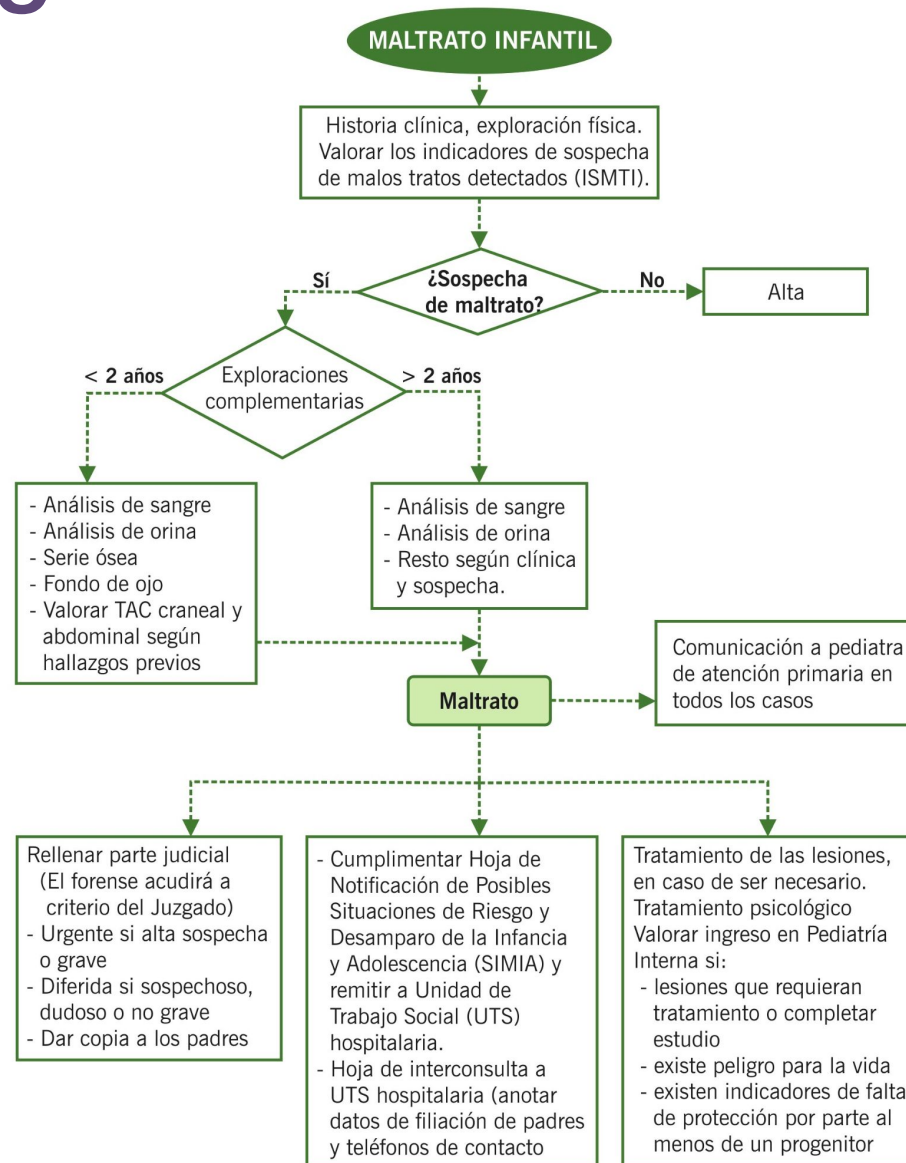 MALTRATO INFANTIL
Historia clínica, exploración física.
Valorar los indicadores de sospecha
de malos tratos detectados (ISMTI).
Sí
¿Sospecha
de maltrato?
No
Alta
< 2 años
Exploraciones
complementarias
> 2 años
- Análisis de sangre
- Análisis de orina
- Serie ósea
- Fondo de ojo
- Valorar TAC craneal y
abdominal según
hallazgos previos
- Análisis de sangre
- Análisis de orina
- Resto según clínica
y sospecha.
Maltrato
Comunicación a pediatra
de atención primaria en
todos los casos
Rellenar parte judicial
(El forense acudirá a
criterio del Juzgado)
- Urgente si alta sospecha
o grave
- Diferida si sospechoso,
dudoso o no grave
- Dar copia a los padres
- Cumplimentar Hoja de
Notificación de Posibles
Situaciones de Riesgo y
Desamparo de la Infancia
y Adolescencia (SIMIA) y
remitir a Unidad de
Trabajo Social (UTS)
hospitalaria.
- Hoja de interconsulta a
UTS hospitalaria (anotar
datos de filiación de padres
y teléfonos de contacto
Tratamiento de las lesiones,
en caso de ser necesario.
Tratamiento psicológico
Valorar ingreso en Pediatría
Interna si:
- lesiones que requieran
tratamiento o completar
estudio
- existe peligro para la vida
- existen indicadores de falta
de protección por parte al
menos de un progenitor